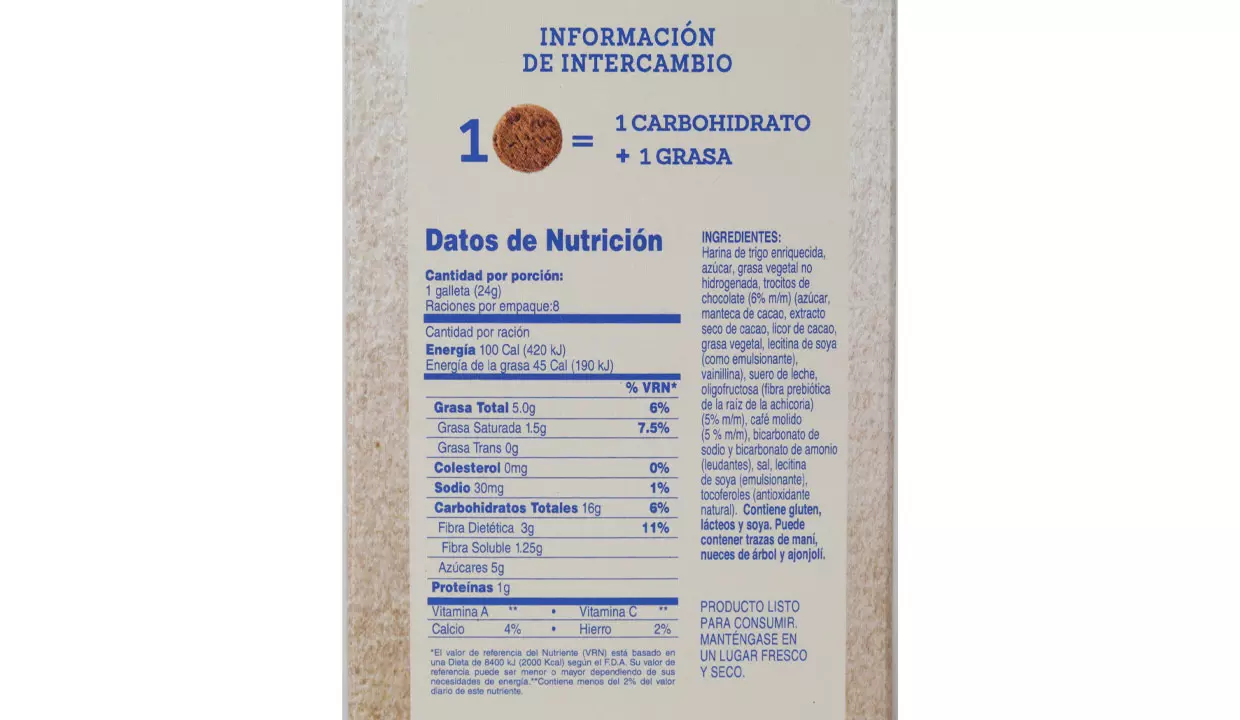 INFORMACIÓN
DE INTERCAMBIO
1 = 1 CARBOHIDRATO
+ 1 GRASA
Datos de Nutrición
Cantidad por porción:
1 galleta (24g)
Raciones por empaque:8
Cantidad por ración
Energía 100 Cal (420 kJ)
Energía de la grasa 45 Cal (190 kJ)
% VRN*
Grasa Total 5.0g 6%
Grasa Saturada 1.5g 7.5%
Grasa Trans 0g
Colesterol 0mg 0%
Sodio 30mg 1%
Carbohidratos Totales 16g 6%
Fibra Dietética 3g 11%
Fibra Soluble 1.25g
Azúcares 5g
Proteínas 1g
Vitamina A ** • Vitamina C **
Calcio 4% • Hierro 2%
*El valor de referencia del Nutriente (VRN) está basado en
una Dieta de 8400 kJ (2000 Kcal) según el F.D.A. Su valor de
referencia puede ser menor o mayor dependiendo de sus
necesidades de energía.**Contiene menos del 2% del valor
diario de este nutriente.
INGREDIENTES:
Harina de trigo enriquecida,
azúcar, grasa vegetal no
hidrogenada, trocitos de
chocolate (6% m/m) (azúcar,
manteca de cacao, extracto
seco de cacao, licor de cacao,
grasa vegetal, lecitina de soya
(como emulsionante),
vainillina), suero de leche,
oligofructosa (fibra prebiótica
de la raiz de la achicoria)
(5% m/m), café molido
(5 % m/m), bicarbonato de
sodio y bicarbonato de amonio
(leudantes), sal, lecitina
de soya (emulsionante),
tocoferoles (antioxidante
natural). Contiene gluten,
lácteos y soya. Puede
contener trazas de maní,
nueces de árbol y ajonjolí.
PRODUCTO LISTO
PARA CONSUMIR.
MANTÉNGASE EN
UN LUGAR FRESCO
Y SECO.